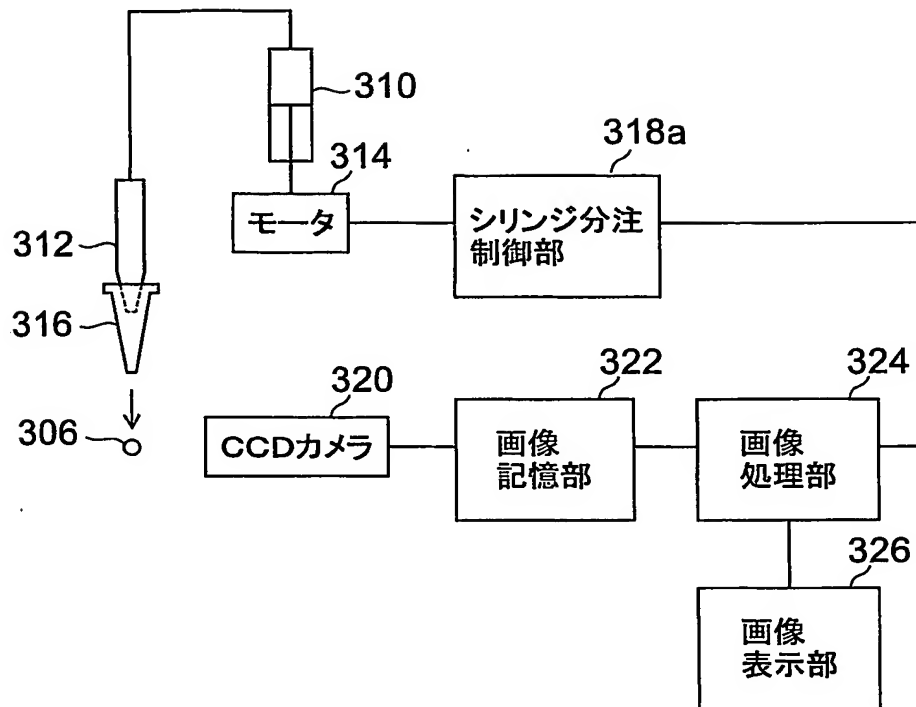 310
318a
314
モータ
シリンジ分注
制御部
312
316
320
322
324
306
CCDカメラ
画像
記憶部
画像
処理部
326
画像
表示部